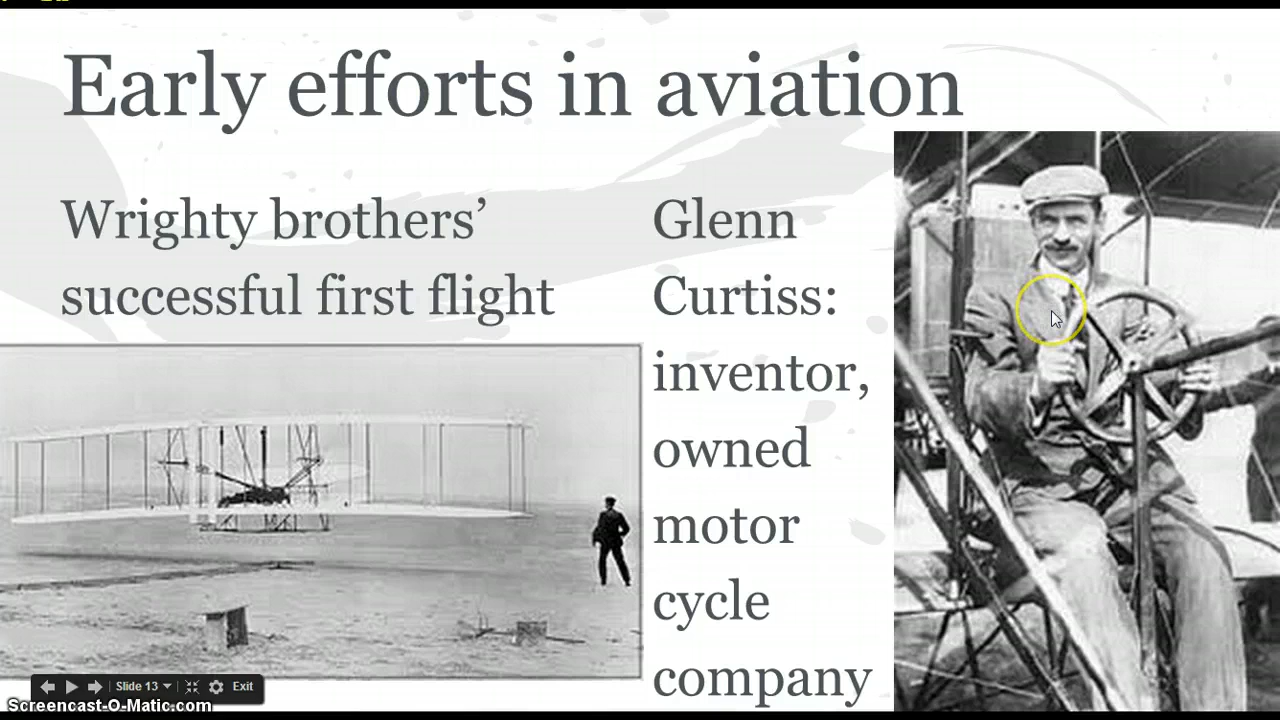 Early efforts in aviation
Wrighty brothers’
successful first flight
Glenn
Curtiss:
inventor,
owned
motor
cycle
company
Slide 13
Exit
Screencast-O-Matic.com